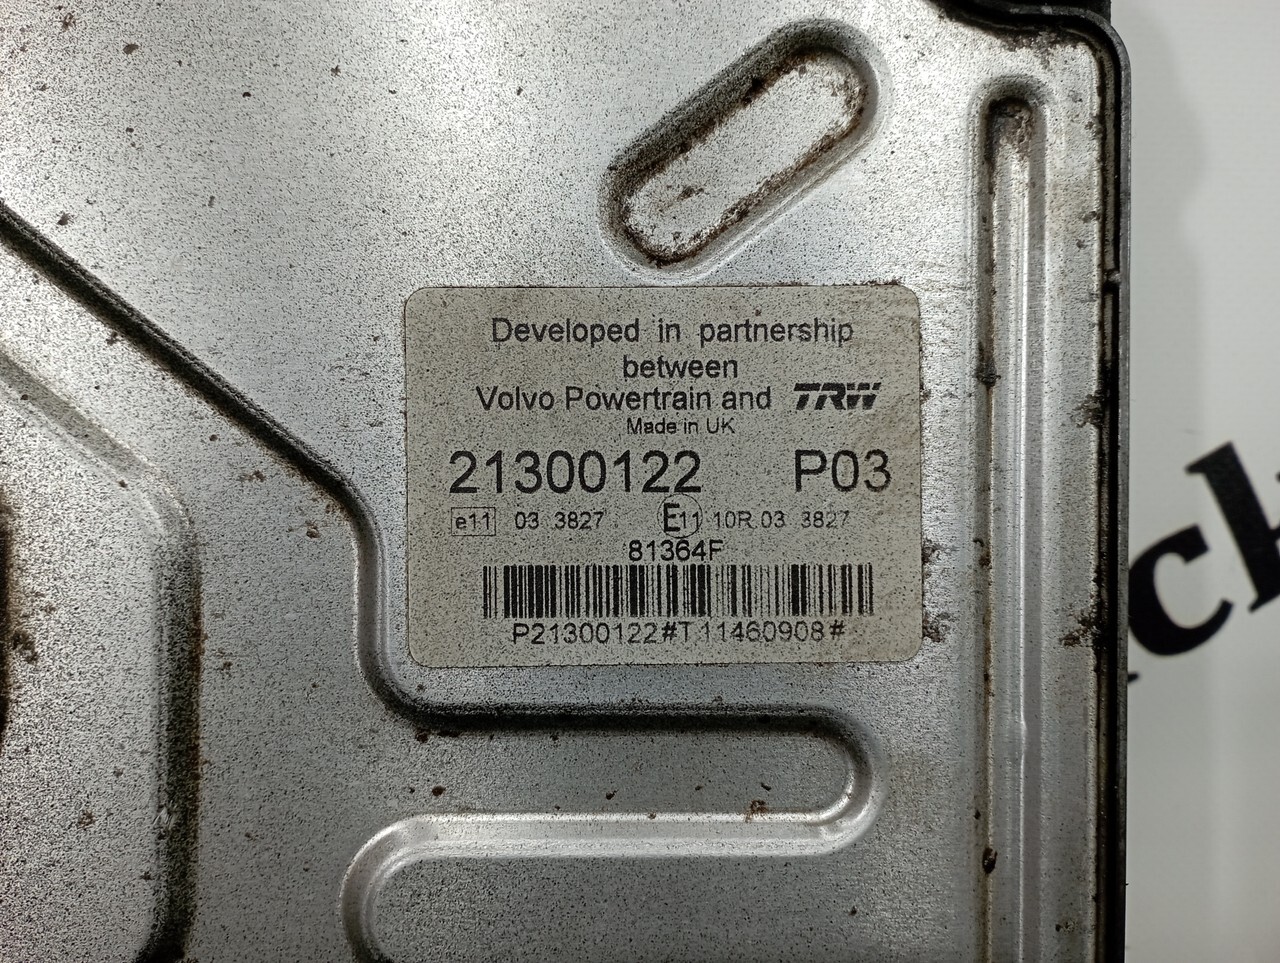 Developed in partnership
between
Volvo Powertrain and TRW
Made in UK
21300122 P03
e11 03 3827 E11 10R 03 3827
81364F
P21300122#T11460908#